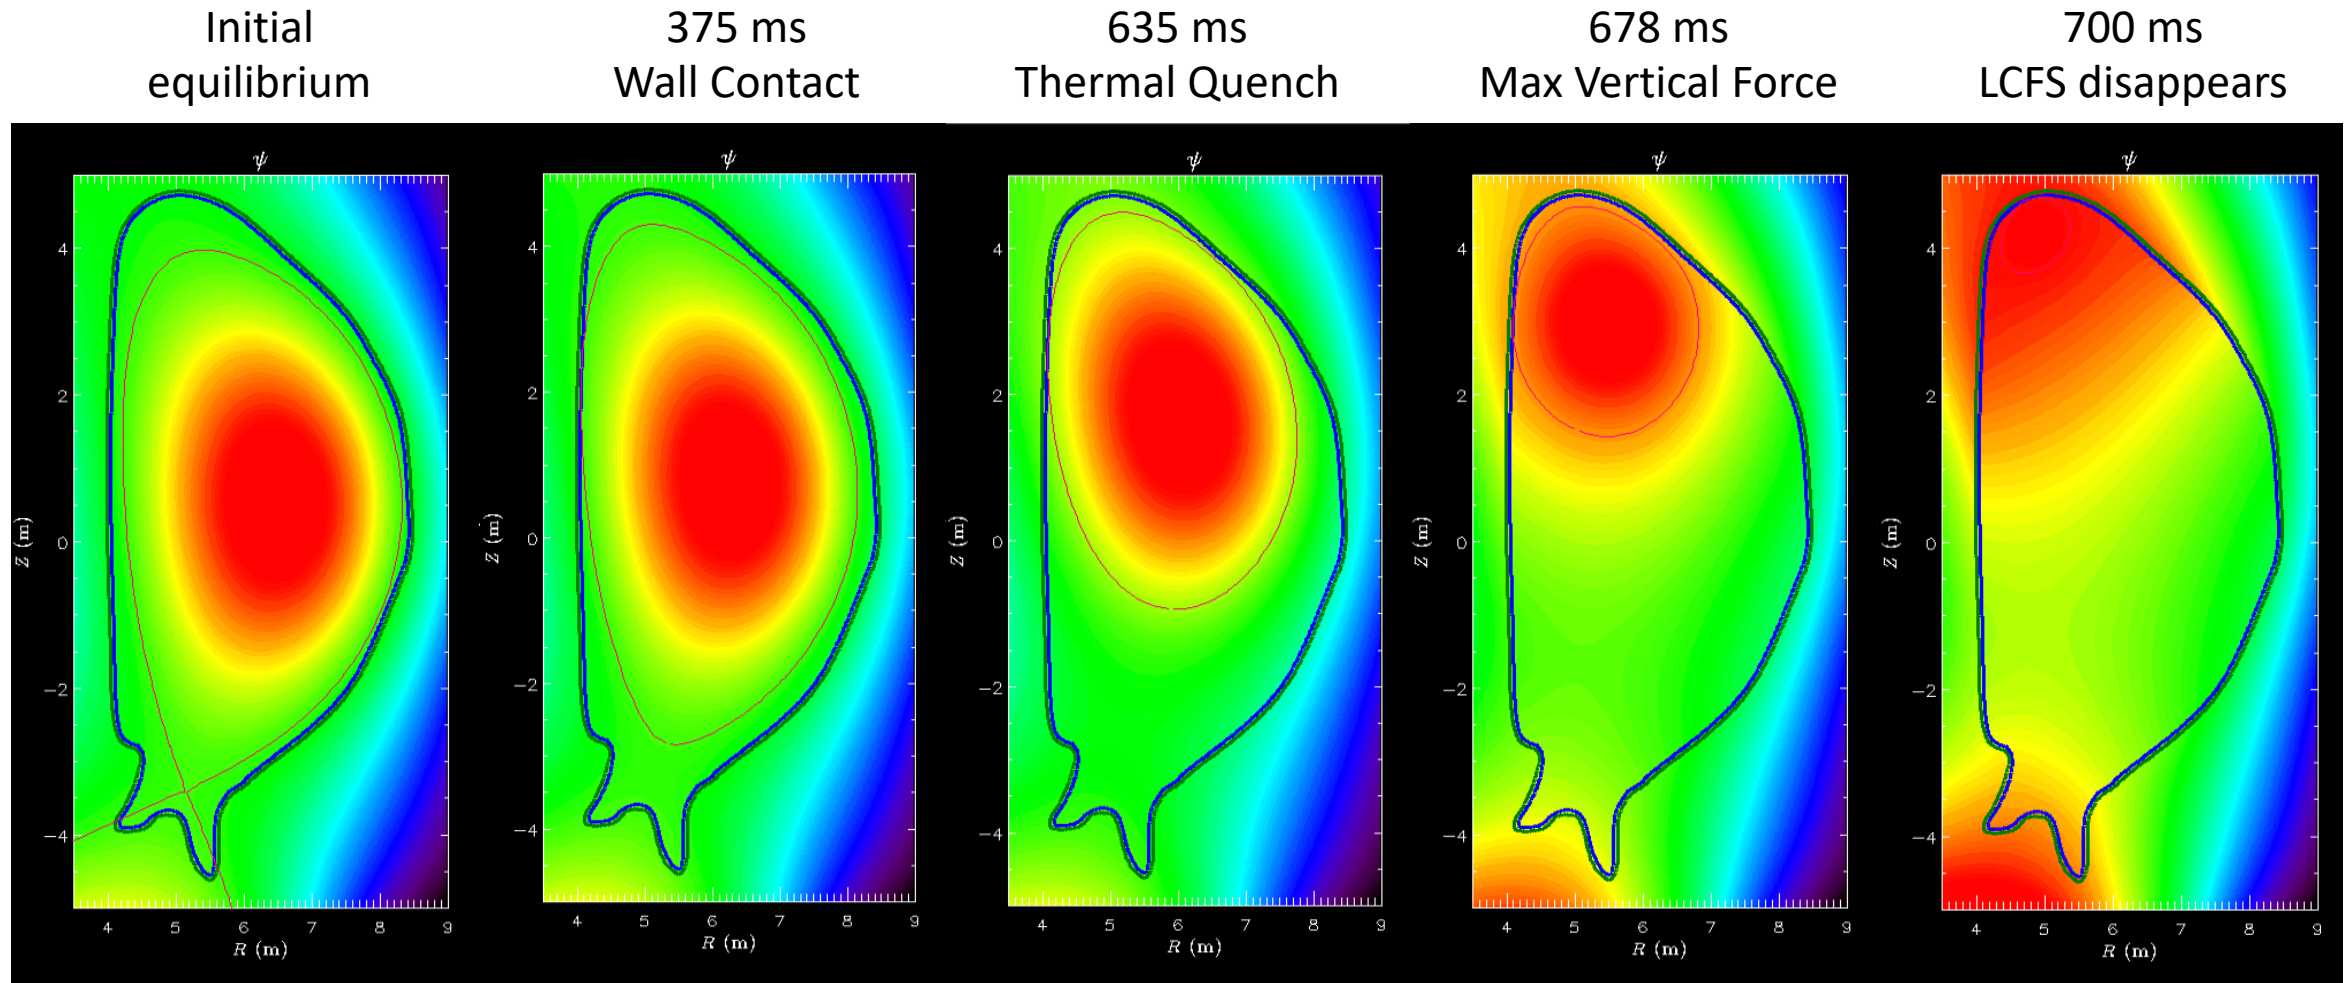 Initial
equilibrium
375 ms
Wall Contact
635 ms
Thermal Quench
678 ms
Max Vertical Force
700 ms
LCFS disappears
ψ
4
2
0
−2
−4
Z (m)
4 5 6 7 8 9
R (m)
ψ
4
2
0
−2
−4
Z (m)
4 5 6 7 8 9
R (m)
ψ
4
2
0
−2
−4
Z (m)
4 5 6 7 8 9
R (m)
ψ
4
2
0
−2
−4
Z (m)
4 5 6 7 8 9
R (m)
ψ
4
2
0
−2
−4
Z (m)
4 5 6 7 8 9
R (m)